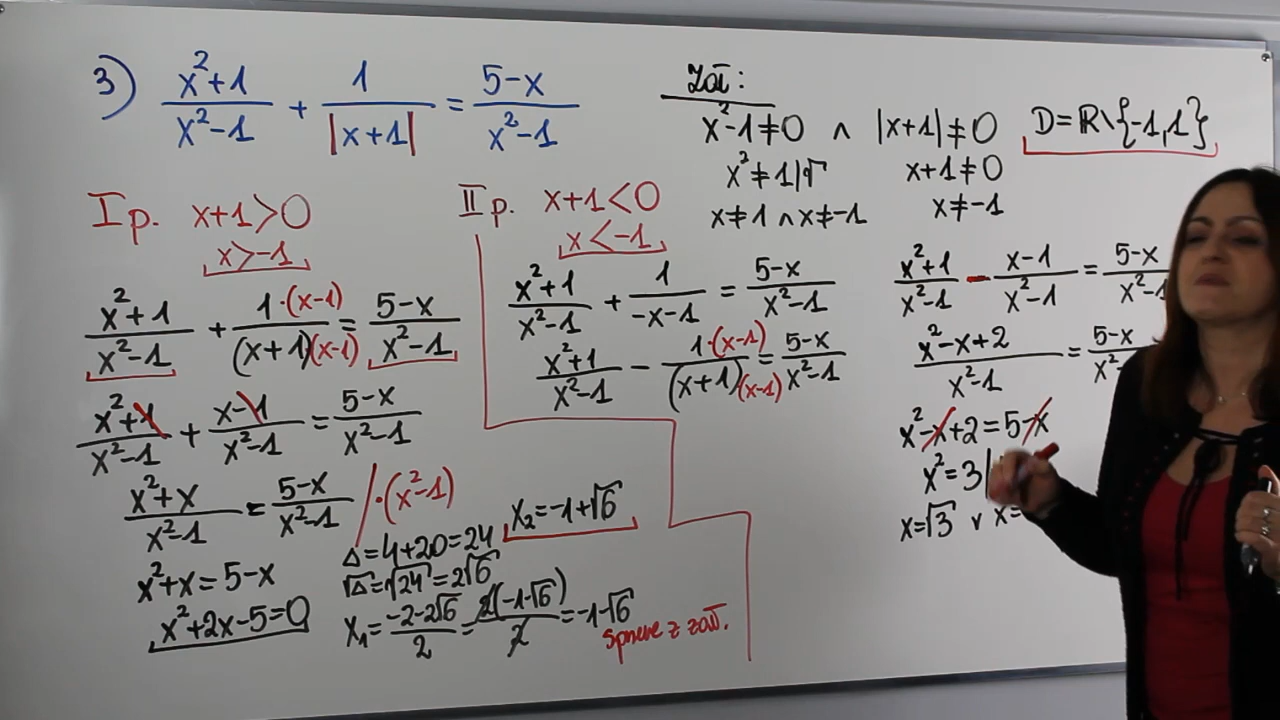 3) (x²+1)/(x²-1) + 1/|x+1| = (5-x)/(x²-1)
Zał:
x²-1≠0 ∧ |x+1|≠0
x²≠1 |√ x+1≠0
x≠1 ∧ x≠-1 x≠-1
D=ℝ\{-1,1}
I p. x+1>0
x>-1
(x²+1)/(x²-1) + 1·(x-1)/(x+1)(x-1) = (5-x)/(x²-1)
(x²+1)/(x²-1) + (x-1)/(x²-1) = (5-x)/(x²-1)
(x²+x)/(x²-1) = (5-x)/(x²-1) /·(x²-1)
x²+x=5-x
x²+2x-5=0
Δ=4+20=24
√Δ=√24=2√6
x₁=(-2-2√6)/2=2(-1-√6)/2=-1-√6
sprzec z zał.
x₂=-1+√6
II p. x+1<0
x<-1
(x²+1)/(x²-1) + 1/(-x-1) = (5-x)/(x²-1)
(x²+1)/(x²-1) - 1·(x-1)/(x+1)(x-1) = (5-x)/(x²-1)
(x²+1)/(x²-1) - (x-1)/(x²-1) = (5-x)/(x²-1
(x²-x+2)/(x²-1) = (5-x)/(x²-
x²-x+2=5-x
x²=3|
x=√3 ∨ x=